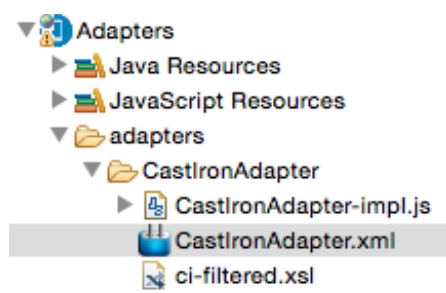 Adapters
Java Resources
JavaScript Resources
adapters
CastIronAdapter
CastIronAdapter-impl.js
CastIronAdapter.xml
ci-filtered.xsl